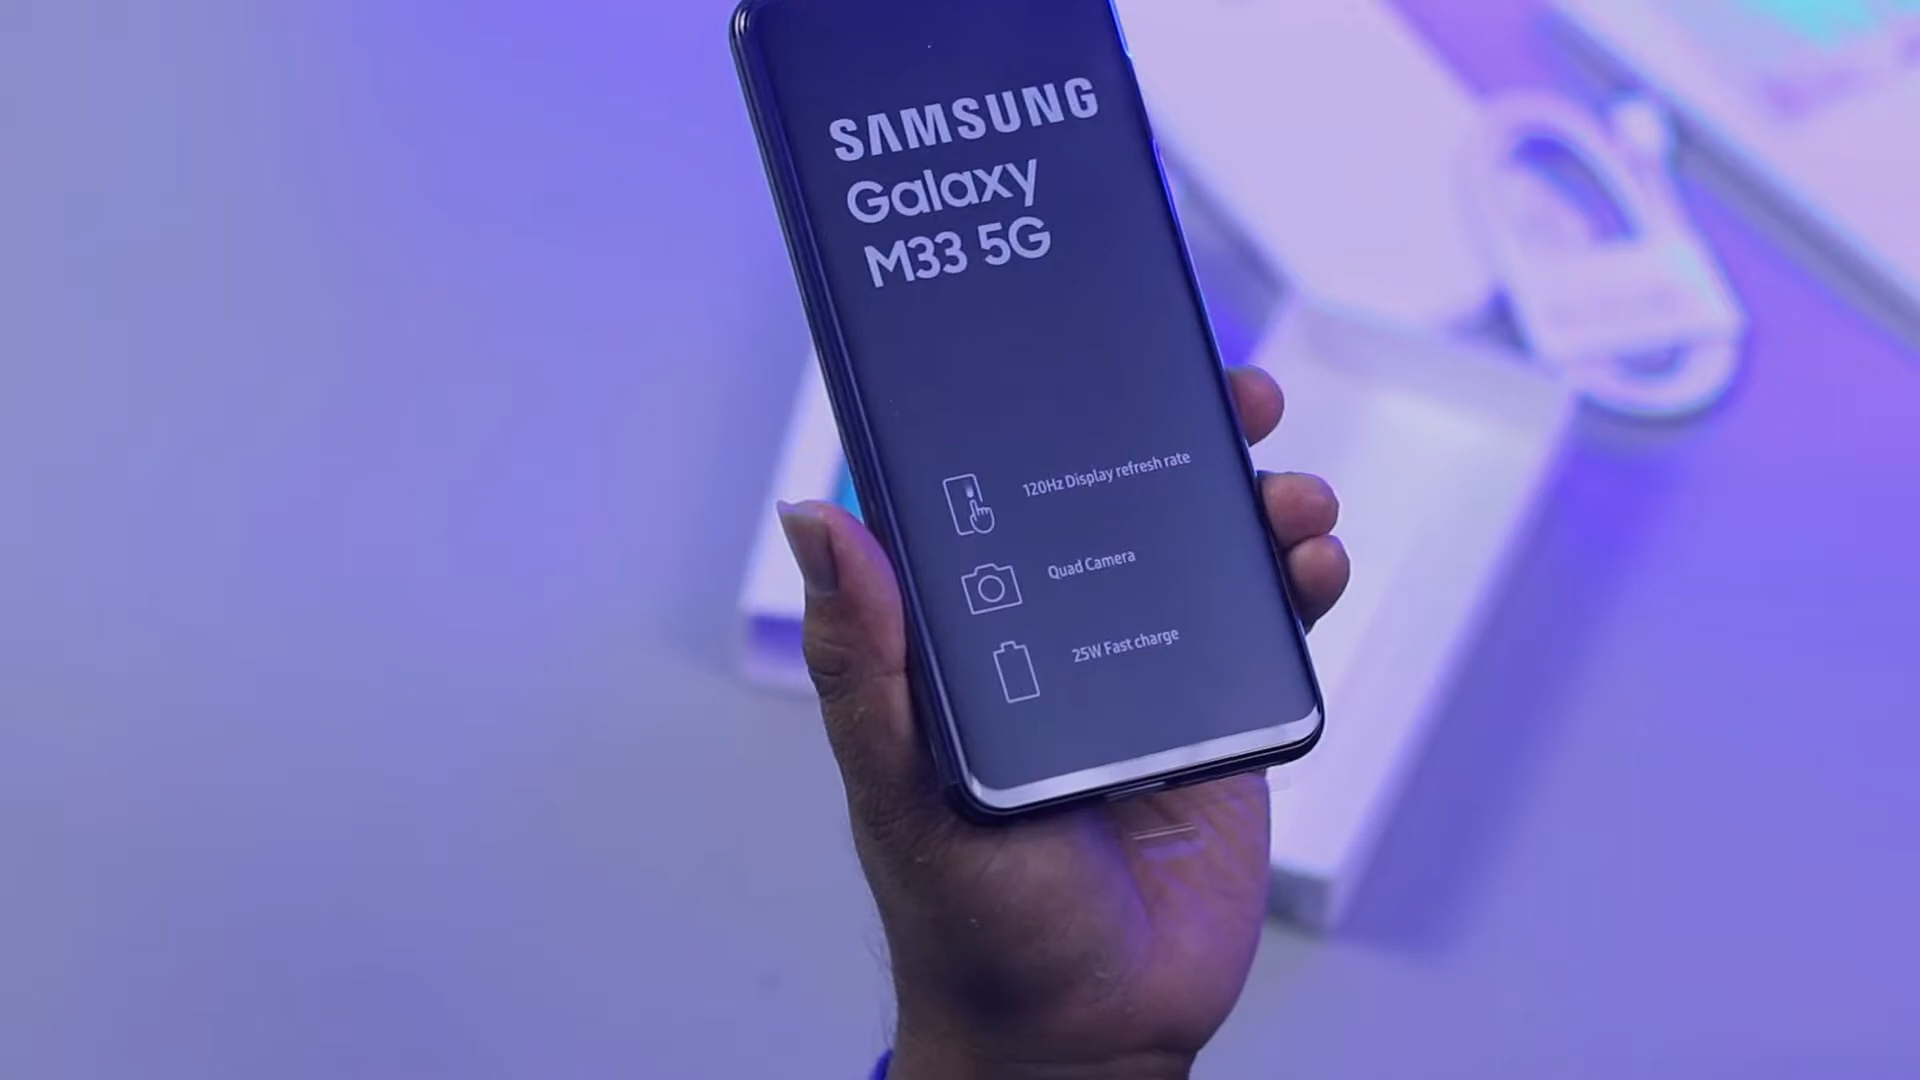 SAMSUNG
Galaxy
M33 5G
120Hz Display refresh rate
Quad Camera
25W Fast charge